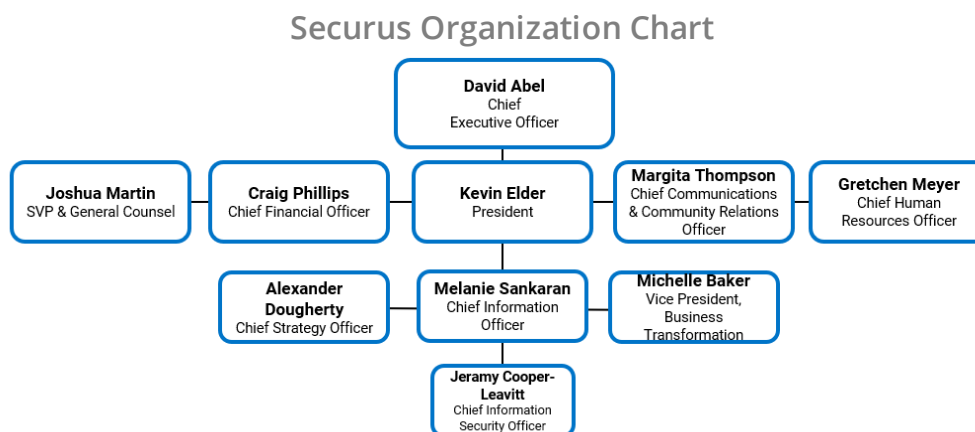 Securus Organization Chart
David Abel
Chief
Executive Officer
Joshua Martin
SVP & General Counsel
Craig Phillips
Chief Financial Officer
Kevin Elder
President
Margita Thompson
Chief Communications
& Community Relations
Officer
Gretchen Meyer
Chief Human
Resources Officer
Alexander
Dougherty
Chief Strategy Officer
Melanie Sankaran
Chief Information
Officer
Michelle Baker
Vice President,
Business
Transformation
Jeramy Cooper-
Leavitt
Chief Information
Security Officer